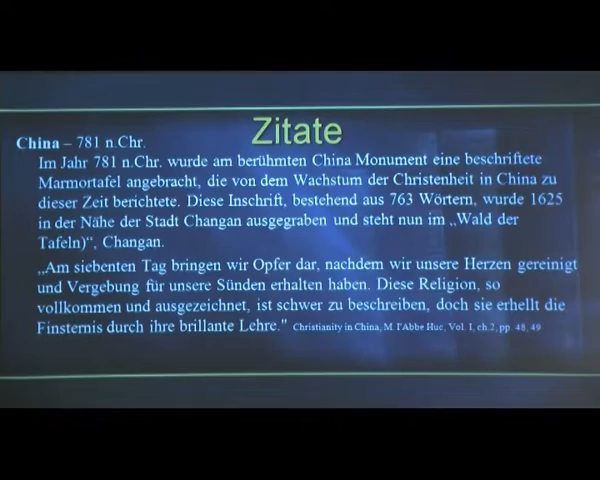 Zitate
China – 781 n.Chr.
Im Jahr 781 n.Chr. wurde am berühmten China Monument eine beschriftete
Marmortafel angebracht, die von dem Wachstum der Christenheit in China zu
dieser Zeit berichtete. Diese Inschrift, bestehend aus 763 Wörtern, wurde 1625
in der Nähe der Stadt Changan ausgegraben und steht nun im „Wald der
Tafeln)“, Changan.
„Am siebenten Tag bringen wir Opfer dar, nachdem wir unsere Herzen gereinigt
und Vergebung für unsere Sünden erhalten haben. Diese Religion, so
vollkommen und ausgezeichnet, ist schwer zu beschreiben, doch sie erhellt die
Finsternis durch ihre brillante Lehre." Christianity in China, M. I'Abbe Huc, Vol. I, ch.2, pp. 48, 49